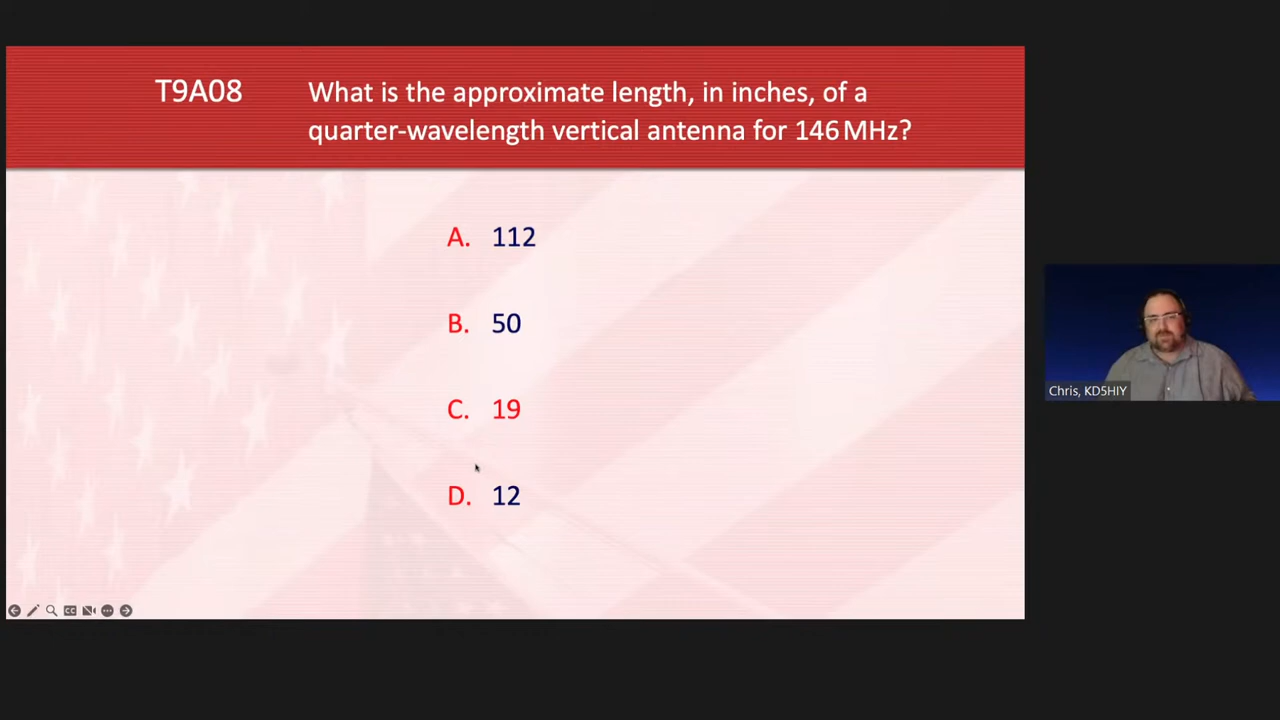 T9A08
What is the approximate length, in inches, of a
quarter-wavelength vertical antenna for 146 MHz?
A. 112
B. 50
C. 19
D. 12
Chris, KD5HIY
CC